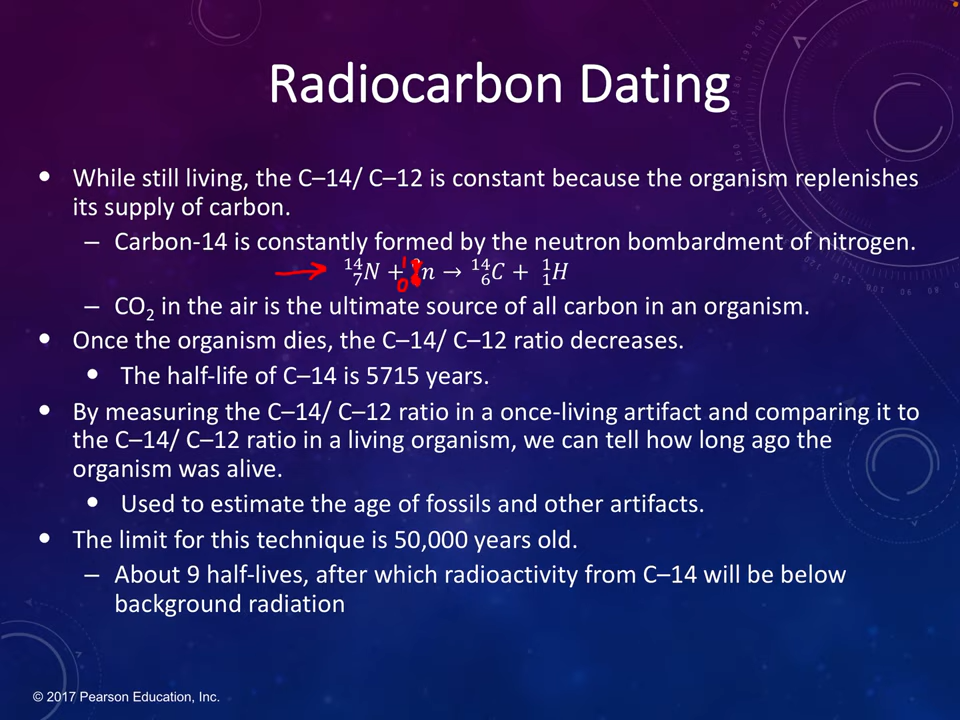 Radiocarbon Dating
• While still living, the C–14/ C–12 is constant because the organism replenishes
its supply of carbon.
– Carbon-14 is constantly formed by the neutron bombardment of nitrogen.
¹⁴₇N + ¹₀n → ¹⁴₆C + ¹₁H
– CO₂ in the air is the ultimate source of all carbon in an organism.
• Once the organism dies, the C–14/ C–12 ratio decreases.
• The half-life of C–14 is 5715 years.
• By measuring the C–14/ C–12 ratio in a once-living artifact and comparing it to
the C–14/ C–12 ratio in a living organism, we can tell how long ago the
organism was alive.
• Used to estimate the age of fossils and other artifacts.
• The limit for this technique is 50,000 years old.
– About 9 half-lives, after which radioactivity from C–14 will be below
background radiation
© 2017 Pearson Education, Inc.